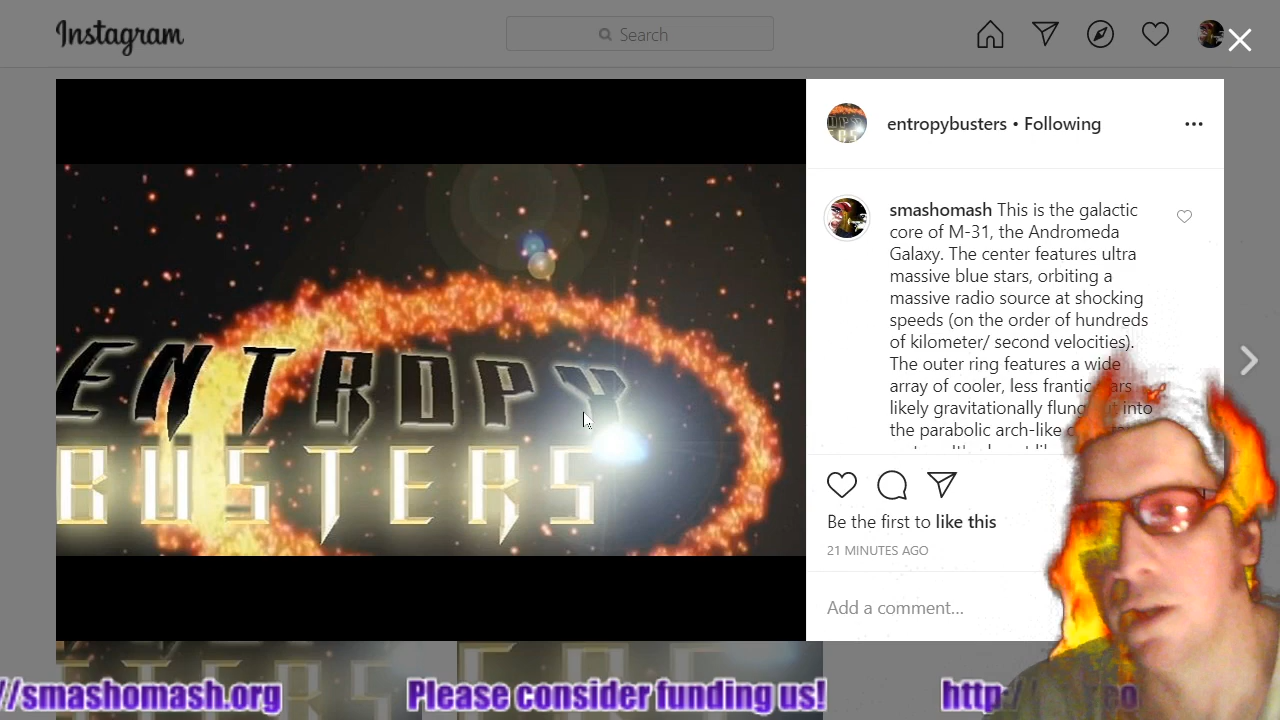 Instagram
Search
entropybusters • Following
smashomash This is the galactic
core of M-31, the Andromeda
Galaxy. The center features ultra
massive blue stars, orbiting a
massive radio source at shocking
speeds (on the order of hundreds
of kilometer/ second velocities).
The outer ring features a wide
array of cooler, less frantic
likely gravitationally flung into
the parabolic arch-like
ENTROPY
BUSTERS
Be the first to like this
21 MINUTES AGO
Add a comment...
//smashomash.org Please consider funding us! http:/